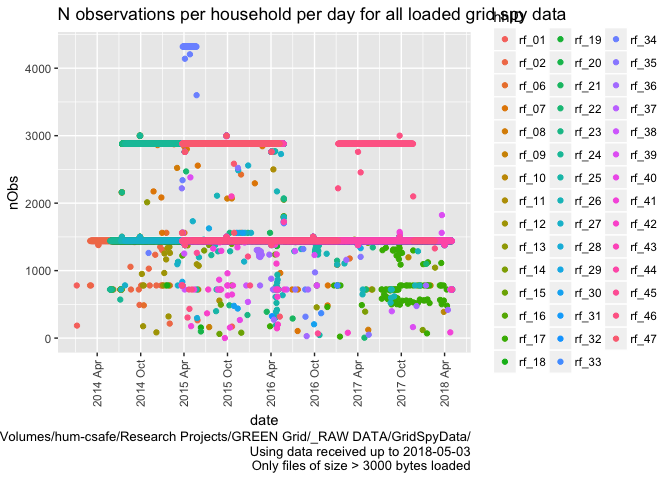 N observations per household per day for all loaded grid spy data
hhID
4000
3000
2000
1000
0
nObs
2014 Apr
2014 Oct
2015 Apr
2015 Oct
2016 Apr
2016 Oct
2017 Apr
2017 Oct
2018 Apr
date
rf_01 rf_19 rf_34
rf_02 rf_20 rf_35
rf_06 rf_21 rf_36
rf_07 rf_22 rf_37
rf_08 rf_23 rf_38
rf_09 rf_24 rf_39
rf_10 rf_25 rf_40
rf_11 rf_26 rf_41
rf_12 rf_27 rf_42
rf_13 rf_28 rf_43
rf_14 rf_29 rf_44
rf_15 rf_30 rf_45
rf_16 rf_31 rf_46
rf_17 rf_32 rf_47
rf_18 rf_33
Volumes/hum-csafe/Research Projects/GREEN Grid/_RAW DATA/GridSpyData/
Using data received up to 2018-05-03
Only files of size > 3000 bytes loaded